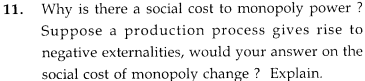 11. Why is there a social cost to monopoly power ?
Suppose a production process gives rise to
negative externalities, would your answer on the
social cost of monopoly change ? Explain.